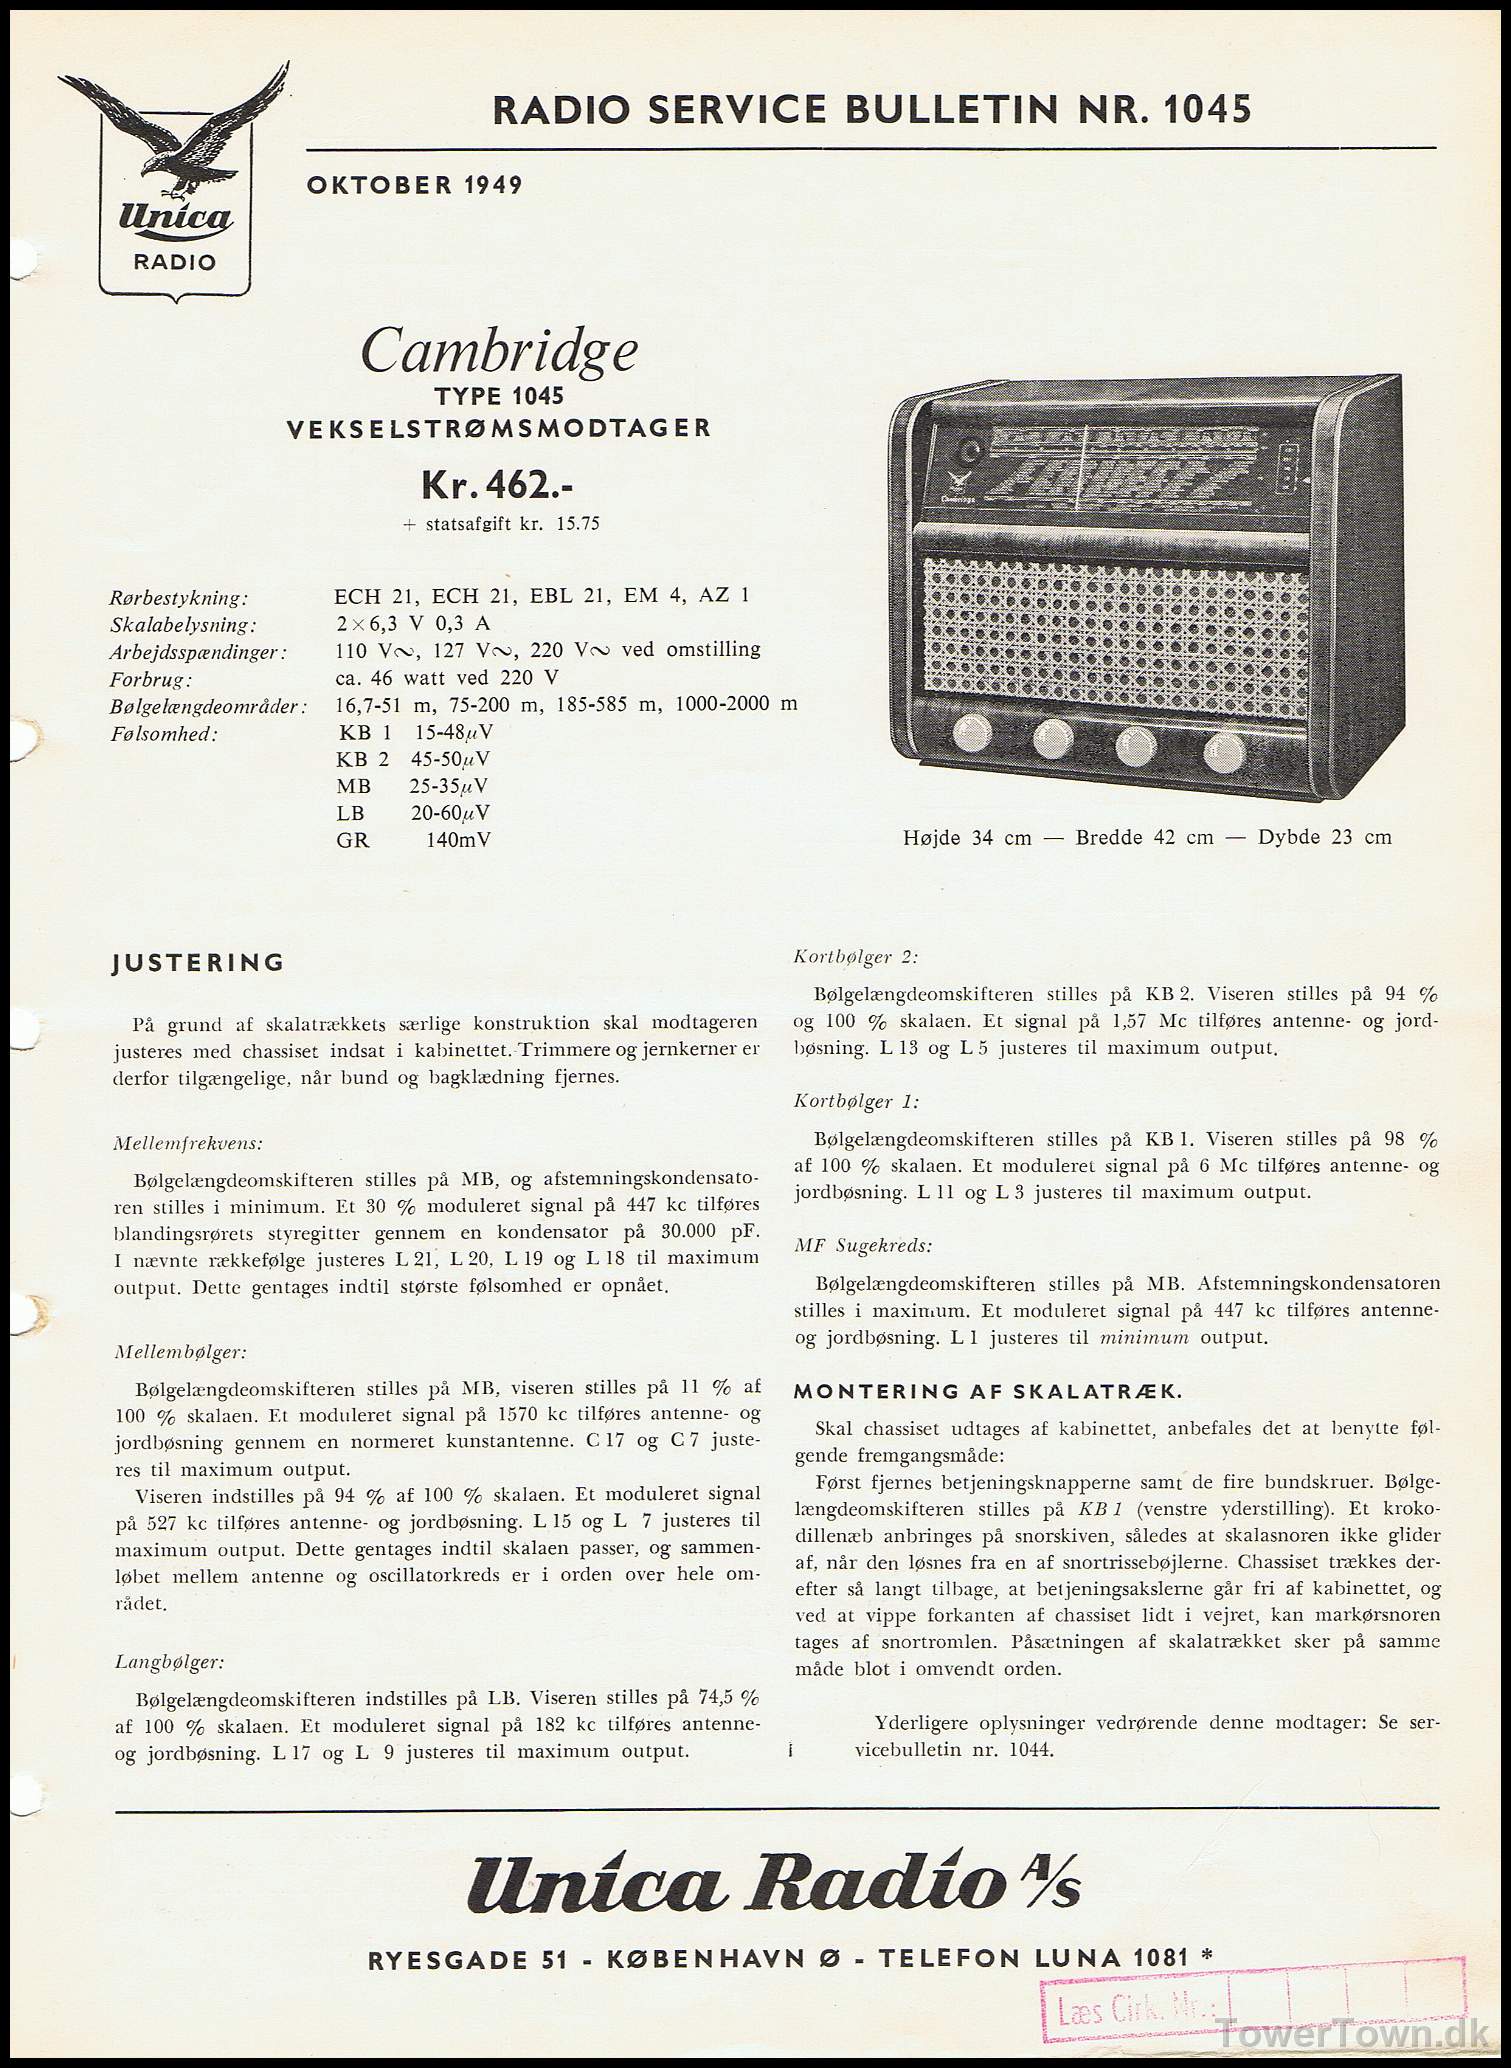 RADIO SERVICE BULLETIN NR. 1045
OKTOBER 1949
Unica
RADIO
Cambridge
TYPE 1045
VEKSELSTRØMSMODTAGER
Kr. 462.-
+ statsafgift kr. 15.75
Rørbestykning: ECH 21, ECH 21, EBL 21, EM 4, AZ 1
Skalabelysning: 2×6,3 V 0,3 A
Arbejdsspændinger: 110 V∾, 127 V∾, 220 V∾ ved omstilling
Forbrug: ca. 46 watt ved 220 V
Bølgelængdeområder: 16,7-51 m, 75-200 m, 185-585 m, 1000-2000 m
Følsomhed: KB 1 15-48μV
KB 2 45-50μV
MB 25-35μV
LB 20-60μV
GR 140mV
Cambridge
Højde 34 cm — Bredde 42 cm — Dybde 23 cm
JUSTERING
På grund af skalatrækkets særlige konstruktion skal modtageren
justeres med chassiset indsat i kabinettet. Trimmere og jernkerner er
derfor tilgængelige, når bund og bagklædning fjernes.
Mellemfrekvens:
Bølgelængdeomskifteren stilles på MB, og afstemningskondensato-
ren stilles i minimum. Et 30 % moduleret signal på 447 kc tilføres
blandingsrørets styregitter gennem en kondensator på 30.000 pF.
I nævnte rækkefølge justeres L 21, L 20, L 19 og L 18 til maximum
output. Dette gentages indtil største følsomhed er opnået.
Mellembølger:
Bølgelængdeomskifteren stilles på MB, viseren stilles på 11 % af
100 % skalaen. Et moduleret signal på 1570 kc tilføres antenne- og
jordbøsning gennem en normeret kunstantenne. C 17 og C 7 juste-
res til maximum output.
Viseren indstilles på 94 % af 100 % skalaen. Et moduleret signal
på 527 kc tilføres antenne- og jordbøsning. L 15 og L 7 justeres til
maximum output. Dette gentages indtil skalaen passer, og sammen-
løbet mellem antenne og oscillatorkreds er i orden over hele om-
rådet.
Langbølger:
Bølgelængdeomskifteren indstilles på LB. Viseren stilles på 74,5 %
af 100 % skalaen. Et moduleret signal på 182 kc tilføres antenne-
og jordbøsning. L 17 og L 9 justeres til maximum output.
Kortbølger 2:
Bølgelængdeomskifteren stilles på KB 2. Viseren stilles på 94 %
og 100 % skalaen. Et signal på 1,57 Mc tilføres antenne- og jord-
bøsning. L 13 og L 5 justeres til maximum output.
Kortbølger 1:
Bølgelængdeomskifteren stilles på KB 1. Viseren stilles på 98 %
af 100 % skalaen. Et moduleret signal på 6 Mc tilføres antenne- og
jordbøsning. L 11 og L 3 justeres til maximum output.
MF Sugekreds:
Bølgelængdeomskifteren stilles på MB. Afstemningskondensatoren
stilles i maximum. Et moduleret signal på 447 kc tilføres antenne-
og jordbøsning. L 1 justeres til minimum output.
MONTERING AF SKALATRÆK.
Skal chassiset udtages af kabinettet, anbefales det at benytte føl-
gende fremgangsmåde:
Først fjernes betjeningsknapperne samt de fire bundskruer. Bølge-
længdeomskifteren stilles på KB 1 (venstre yderstilling). Et kroko-
dillenæb anbringes på snorskiven, således at skalasnoren ikke glider
af, når den løsnes fra en af snortrissebøjlerne. Chassiset trækkes der-
efter så langt tilbage, at betjeningsakslerne går fri af kabinettet, og
ved at vippe forkanten af chassiset lidt i vejret, kan markørsnoren
tages af snortromlen. Påsætningen af skalatrækket sker på samme
måde blot i omvendt orden.
Yderligere oplysninger vedrørende denne modtager: Se ser-
vicebulletin nr. 1044.
Unica Radio A/S
RYESGADE 51 - KØBENHAVN Ø - TELEFON LUNA 1081 *
Læs Cirk. Nr.:
TowerTown.dk